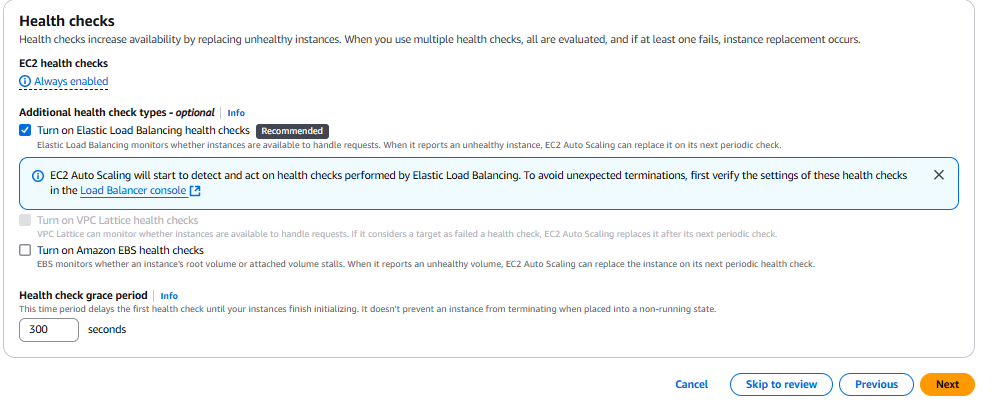 Health checks
Health checks increase availability by replacing unhealthy instances. When you use multiple health checks, all are evaluated, and if at least one fails, instance replacement occurs.
EC2 health checks
Always enabled
Additional health check types - optional | Info
Turn on Elastic Load Balancing health checks Recommended
Elastic Load Balancing monitors whether instances are available to handle requests. When it reports an unhealthy instance, EC2 Auto Scaling can replace it on its next periodic check.
EC2 Auto Scaling will start to detect and act on health checks performed by Elastic Load Balancing. To avoid unexpected terminations, first verify the settings of these health checks
in the Load Balancer console
Turn on VPC Lattice health checks
VPC Lattice can monitor whether instances are available to handle requests. If it considers a target as failed a health check, EC2 Auto Scaling replaces it after its next periodic check.
Turn on Amazon EBS health checks
EBS monitors whether an instance's root volume or attached volume stalls. When it reports an unhealthy volume, EC2 Auto Scaling can replace the instance on its next periodic health check.
Health check grace period | Info
This time period delays the first health check until your instances finish initializing. It doesn't prevent an instance from terminating when placed into a non-running state.
300 seconds
Cancel Skip to review Previous Next